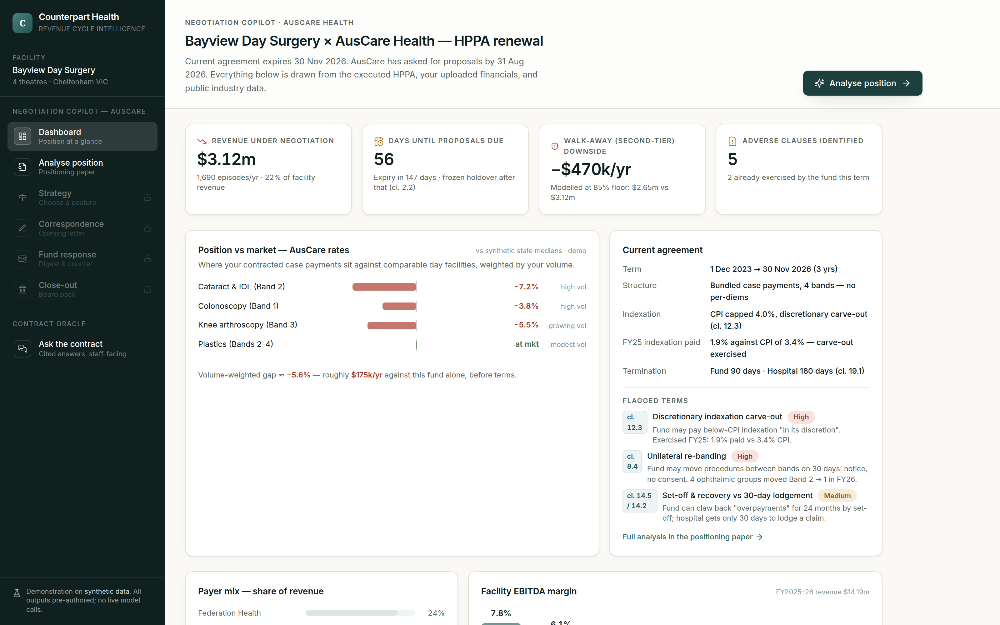 C
Counterpart Health
REVENUE CYCLE INTELLIGENCE
FACILITY
Bayview Day Surgery
4 theatres · Cheltenham VIC
NEGOTIATION COPILOT — AUSCARE
Dashboard
Position at a glance
Analyse position
Positioning paper
Strategy
Choose a posture
Correspondence
Opening letter
Fund response
Digest & counter
Close-out
Board pack
CONTRACT ORACLE
Ask the contract
Cited answers, staff-facing
Demonstration on synthetic data. All
outputs pre-authored; no live model
calls.
NEGOTIATION COPILOT · AUSCARE HEALTH
Bayview Day Surgery × AusCare Health — HPPA renewal
Current agreement expires 30 Nov 2026. AusCare has asked for proposals by 31 Aug
2026. Everything below is drawn from the executed HPPA, your uploaded financials, and
public industry data.
Analyse position →
REVENUE UNDER NEGOTIATION
$3.12m
1,690 episodes/yr · 22% of facility
revenue
DAYS UNTIL PROPOSALS DUE
56
Expiry in 147 days · frozen holdover after
that (cl. 2.2)
WALK-AWAY (SECOND-TIER)
DOWNSIDE
−$470k/yr
Modelled at 85% floor: $2.65m vs
$3.12m
ADVERSE CLAUSES IDENTIFIED
5
2 already exercised by the fund this term
Position vs market — AusCare rates
vs synthetic state medians · demo
Where your contracted case payments sit against comparable day facilities, weighted by your volume.
Cataract & IOL (Band 2) -7.2% high vol
Colonoscopy (Band 1) -3.8% high vol
Knee arthroscopy (Band 3) -5.5% growing vol
Plastics (Bands 2–4) at mkt modest vol
Volume-weighted gap ≈ −5.6% — roughly $175k/yr against this fund alone, before terms.
Current agreement
Term 1 Dec 2023 → 30 Nov 2026 (3 yrs)
Structure Bundled case payments, 4 bands — no
per-diems
Indexation CPI capped 4.0%, discretionary carve-out
(cl. 12.3)
FY25 indexation paid 1.9% against CPI of 3.4% — carve-out
exercised
Termination Fund 90 days · Hospital 180 days (cl. 19.1)
FLAGGED TERMS
cl.
12.3
Discretionary indexation carve-out High
Fund may pay below-CPI indexation "in its discretion".
Exercised FY25: 1.9% paid vs 3.4% CPI.
cl.
8.4
Unilateral re-banding High
Fund may move procedures between bands on 30 days’ notice,
no consent. 4 ophthalmic groups moved Band 2 → 1 in FY26.
cl. 14.5
/ 14.2
Set-off & recovery vs 30-day lodgement Medium
Fund can claw back "overpayments" for 24 months by set-
off; hospital gets only 30 days to lodge a claim.
Full analysis in the positioning paper →
Payer mix — share of revenue
Federation Health 24%
Facility EBITDA margin
FY2025–26 revenue $14.19m
7.8%
6.1%